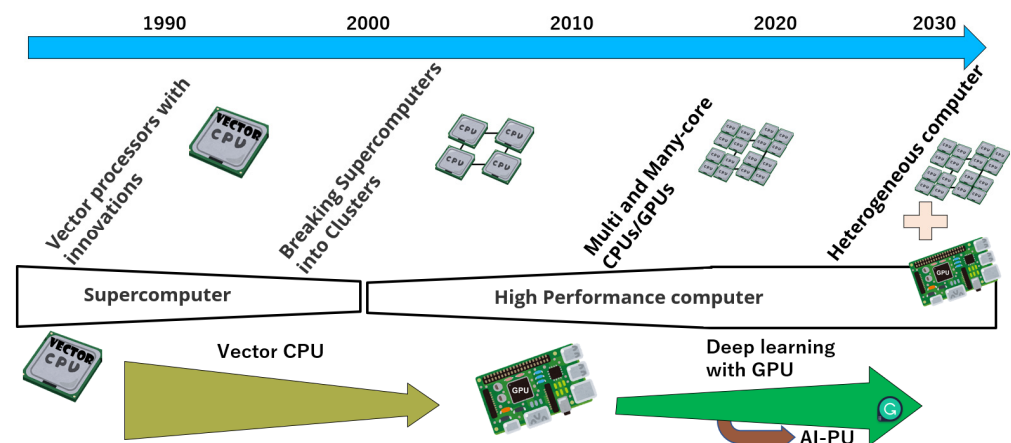 1990
2000
2010
2020
2030
Vector processors with
innovations
VECTOR
CPU
Breaking Supercomputers
into Clusters
CPU
CPU
CPU
CPU
Multi and Many-core
CPUs/GPUs
Heterogeneous computer
Supercomputer
High Performance computer
GPU
VECTOR
CPU
Vector CPU
GPU
Deep learning
with GPU
G
AI-PU